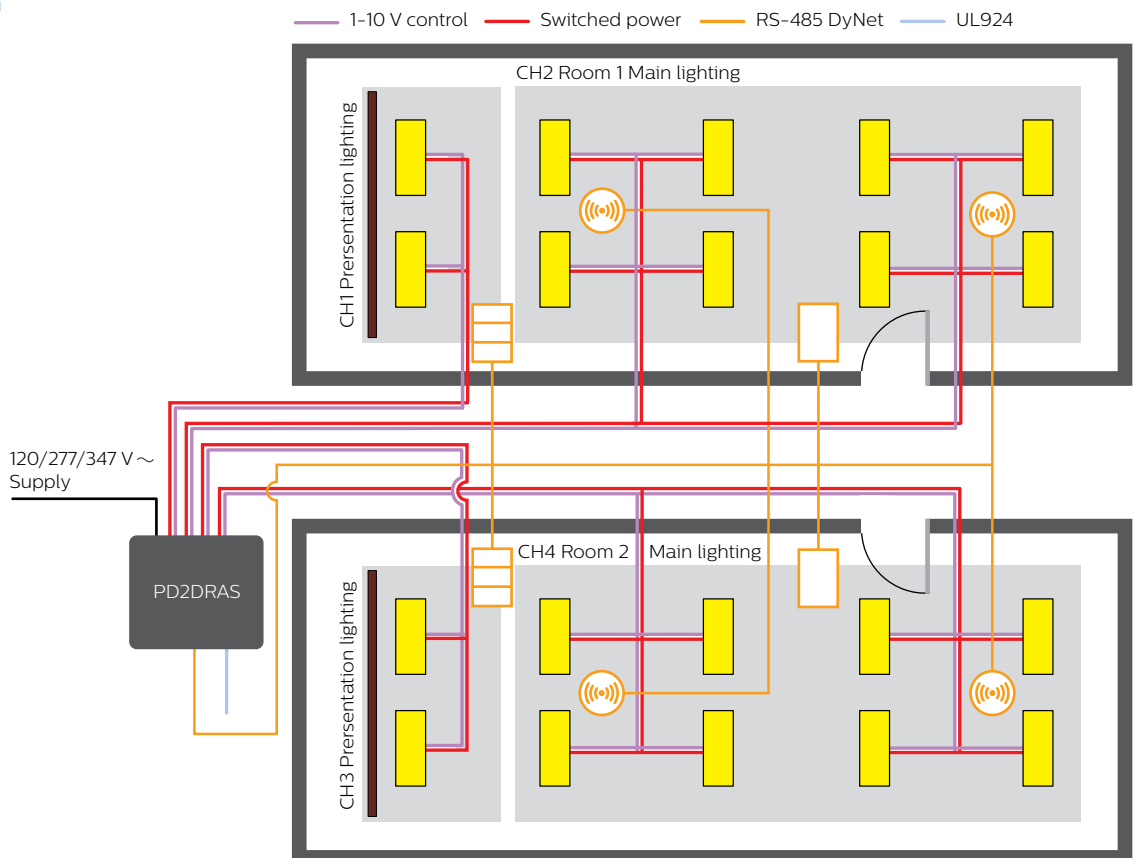 1-10 V control
Switched power
RS-485 DyNet
UL924
CH2 Room 1 Main lighting
CH1 Prersentation lighting
120/277/347 V ~
Supply
PD2DRAS
CH4 Room 2 Main lighting
CH3 Prersentation lighting